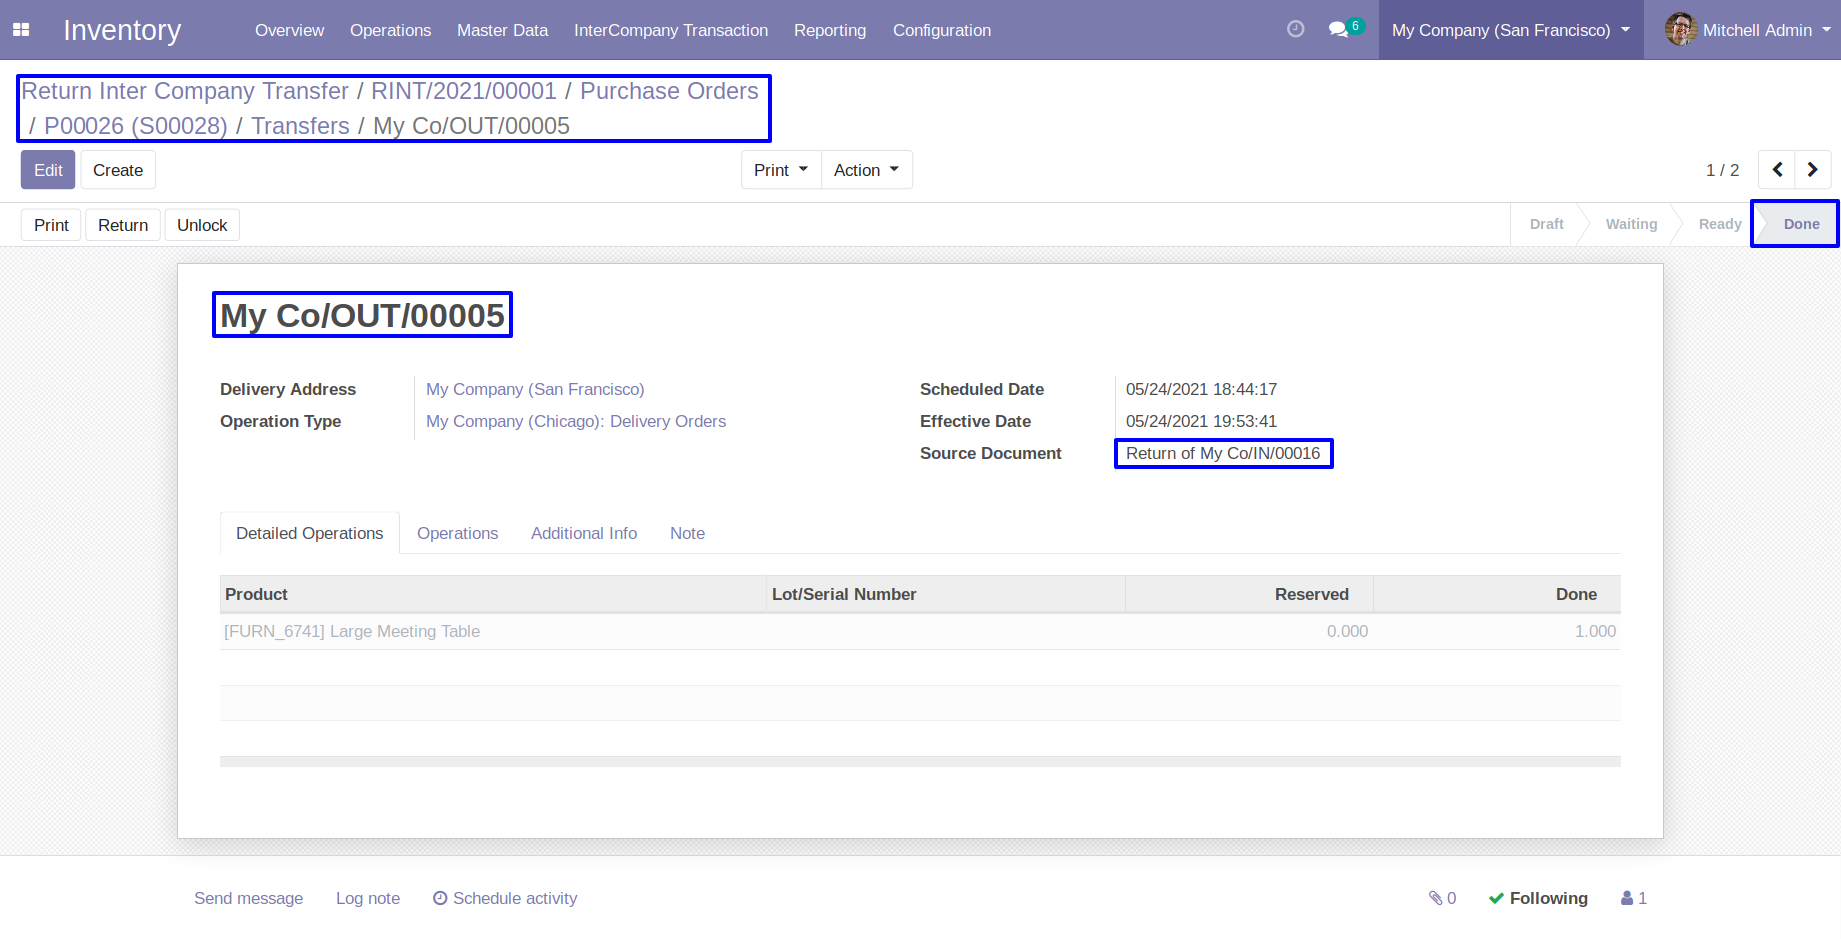 Inventory Overview Operations Master Data InterCompany Transaction Reporting Configuration 6 My Company (San Francisco) Mitchell Admin
Return Inter Company Transfer / RINT/2021/00001 / Purchase Orders
/ P00026 (S00028) / Transfers / My Co/OUT/00005
Edit Create Print Action 1 / 2
Print Return Unlock Draft Waiting Ready Done
My Co/OUT/00005
Delivery Address My Company (San Francisco) Scheduled Date 05/24/2021 18:44:17
Operation Type My Company (Chicago): Delivery Orders Effective Date 05/24/2021 19:53:41
Source Document Return of My Co/IN/00016
Detailed Operations Operations Additional Info Note
Product Lot/Serial Number Reserved Done
[FURN_6741] Large Meeting Table 0.000 1.000
Send message Log note Schedule activity 0 Following 1